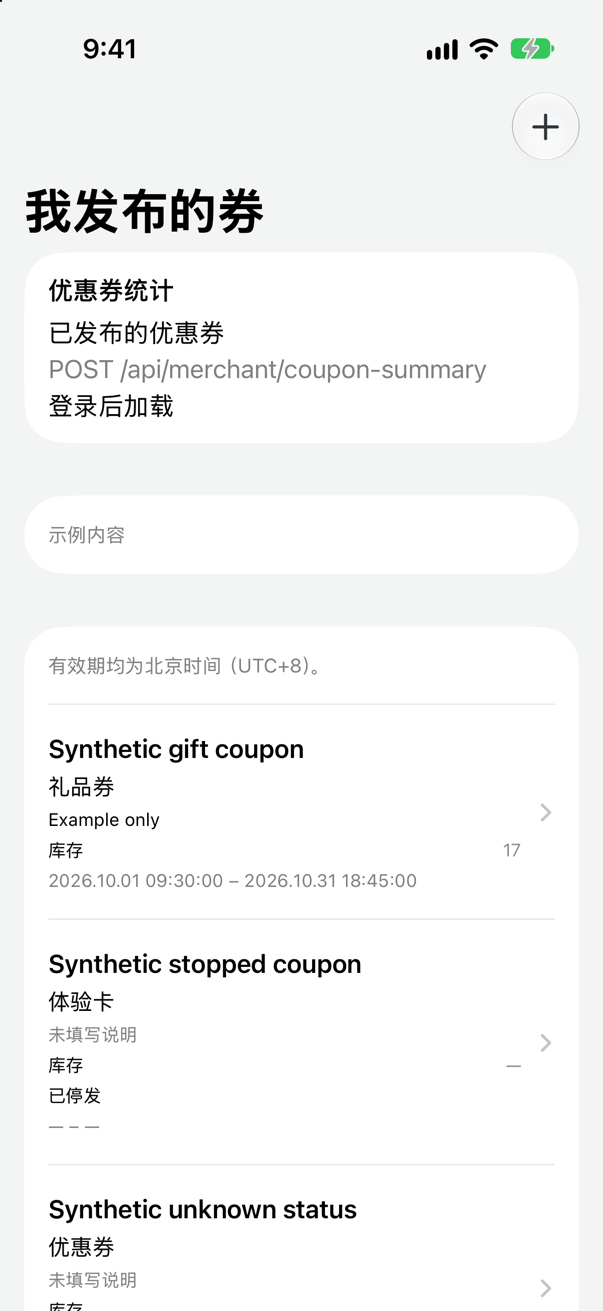 9:41
我发布的券
优惠券统计
已发布的优惠券
POST /api/merchant/coupon-summary
登录后加载
示例内容
有效期均为北京时间（UTC+8）。
Synthetic gift coupon
礼品券
Example only
库存 17
2026.10.01 09:30:00 – 2026.10.31 18:45:00
Synthetic stopped coupon
体验卡
未填写说明
库存 —
已停发
— – —
Synthetic unknown status
优惠券
未填写说明
库存